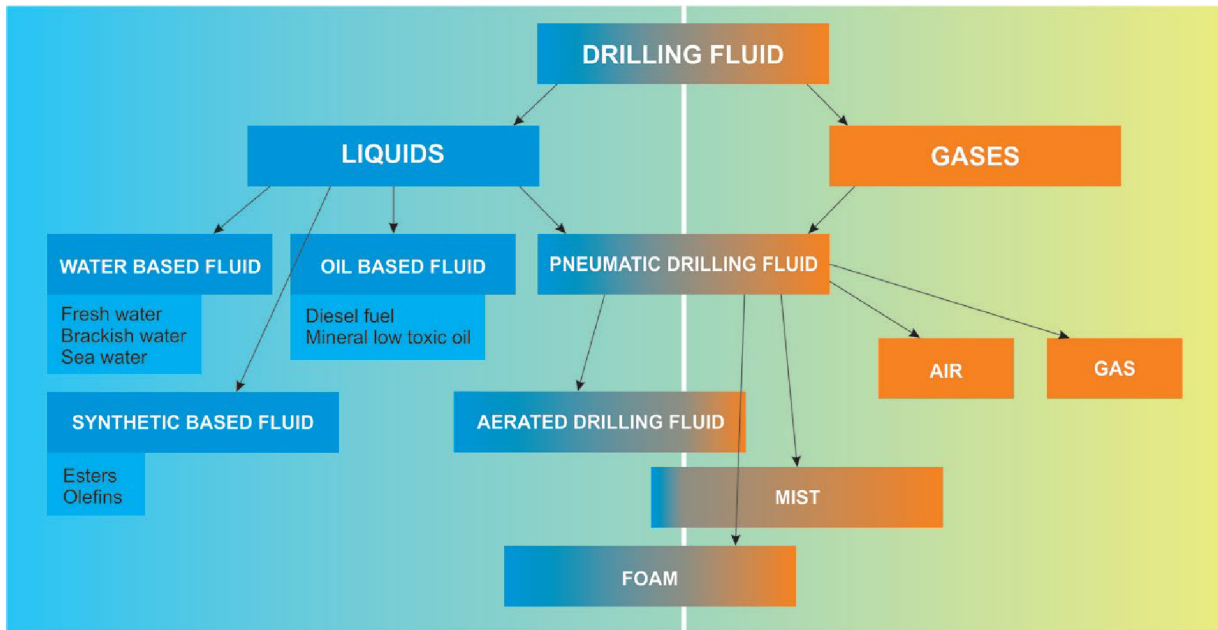 DRILLING FLUID
LIQUIDS
GASES
WATER BASED FLUID
OIL BASED FLUID
PNEUMATIC DRILLING FLUID
Fresh water
Brackish water
Sea water
Diesel fuel
Mineral low toxic oil
AIR
GAS
SYNTHETIC BASED FLUID
AERATED DRILLING FLUID
Esters
Olefins
MIST
FOAM